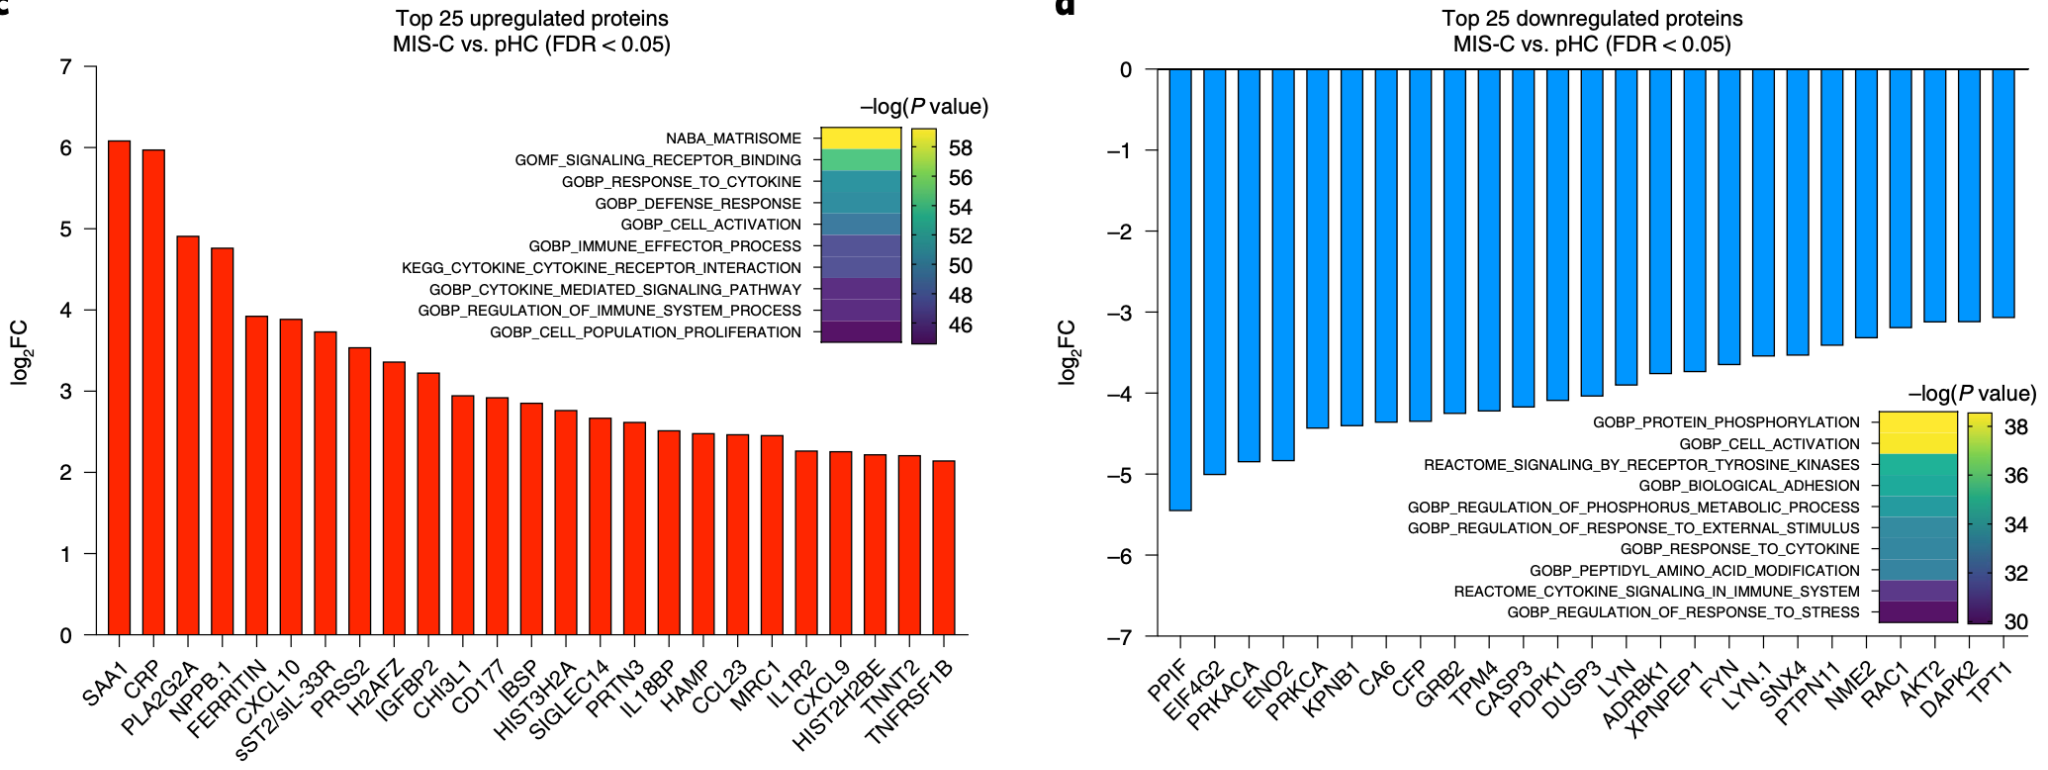 c
Top 25 upregulated proteins
MIS-C vs. pHC (FDR < 0.05)
7
6
5
4
3
2
1
0
log2FC
–log(P value)
NABA_MATRISOME
GOMF_SIGNALING_RECEPTOR_BINDING
GOBP_RESPONSE_TO_CYTOKINE
GOBP_DEFENSE_RESPONSE
GOBP_CELL_ACTIVATION
GOBP_IMMUNE_EFFECTOR_PROCESS
KEGG_CYTOKINE_CYTOKINE_RECEPTOR_INTERACTION
GOBP_CYTOKINE_MEDIATED_SIGNALING_PATHWAY
GOBP_REGULATION_OF_IMMUNE_SYSTEM_PROCESS
GOBP_CELL_POPULATION_PROLIFERATION
58
56
54
52
50
48
46
SAA1
CRP
PLA2G2A
NPPB.1
FERRITIN
CXCL10
sST2/sIL-33R
PRSS2
H2AFZ
IGFBP2
CHI3L1
CD177
IBSP
HIST3H2A
SIGLEC14
PRTN3
IL18BP
HAMP
CCL23
MRC1
IL1R2
CXCL9
HIST2H2BE
TNNT2
TNFRSF1B
d
Top 25 downregulated proteins
MIS-C vs. pHC (FDR < 0.05)
0
–1
–2
–3
–4
–5
–6
–7
log2FC
–log(P value)
GOBP_PROTEIN_PHOSPHORYLATION
GOBP_CELL_ACTIVATION
REACTOME_SIGNALING_BY_RECEPTOR_TYROSINE_KINASES
GOBP_BIOLOGICAL_ADHESION
GOBP_REGULATION_OF_PHOSPHORUS_METABOLIC_PROCESS
GOBP_REGULATION_OF_RESPONSE_TO_EXTERNAL_STIMULUS
GOBP_RESPONSE_TO_CYTOKINE
GOBP_PEPTIDYL_AMINO_ACID_MODIFICATION
REACTOME_CYTOKINE_SIGNALING_IN_IMMUNE_SYSTEM
GOBP_REGULATION_OF_RESPONSE_TO_STRESS
38
36
34
32
30
PPIF
EIF4G2
PRKACA
ENO2
PRKCA
KPNB1
CA6
CFP
GRB2
TPM4
CASP3
PDPK1
DUSP3
LYN
ADRBK1
XPNPEP1
FYN
LYN.1
SNX4
PTPN11
NME2
RAC1
AKT2
DAPK2
TPT1